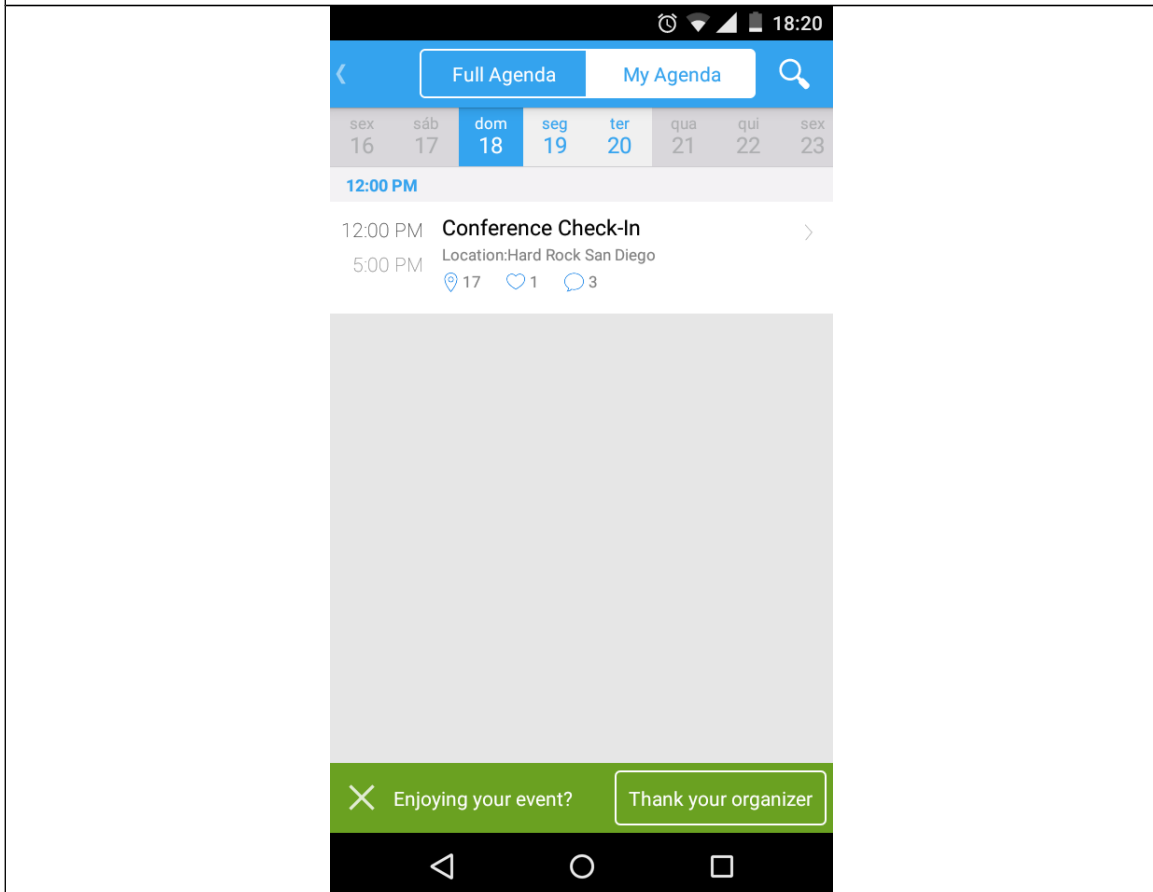 18:20
Full Agenda My Agenda
sex sáb dom seg ter qua qui sex
16 17 18 19 20 21 22 23
12:00 PM
12:00 PM Conference Check-In
Location:Hard Rock San Diego
5:00 PM
17 1 3
Enjoying your event? Thank your organizer